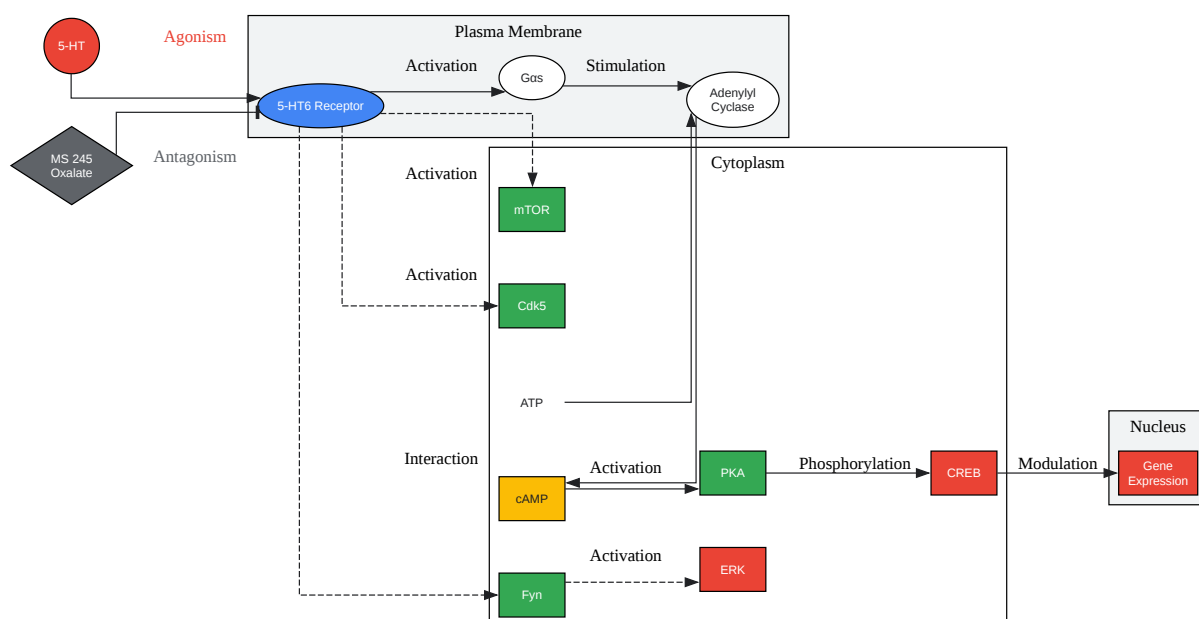 Plasma Membrane
5-HT
Agonism
Activation
Stimulation
Gαs
5-HT6 Receptor
Adenylyl
Cyclase
MS 245
Oxalate
Antagonism
Cytoplasm
Activation
mTOR
Activation
Cdk5
ATP
Nucleus
Interaction
Activation
PKA
Phosphorylation
CREB
Modulation
Gene
Expression
cAMP
Activation
ERK
Fyn